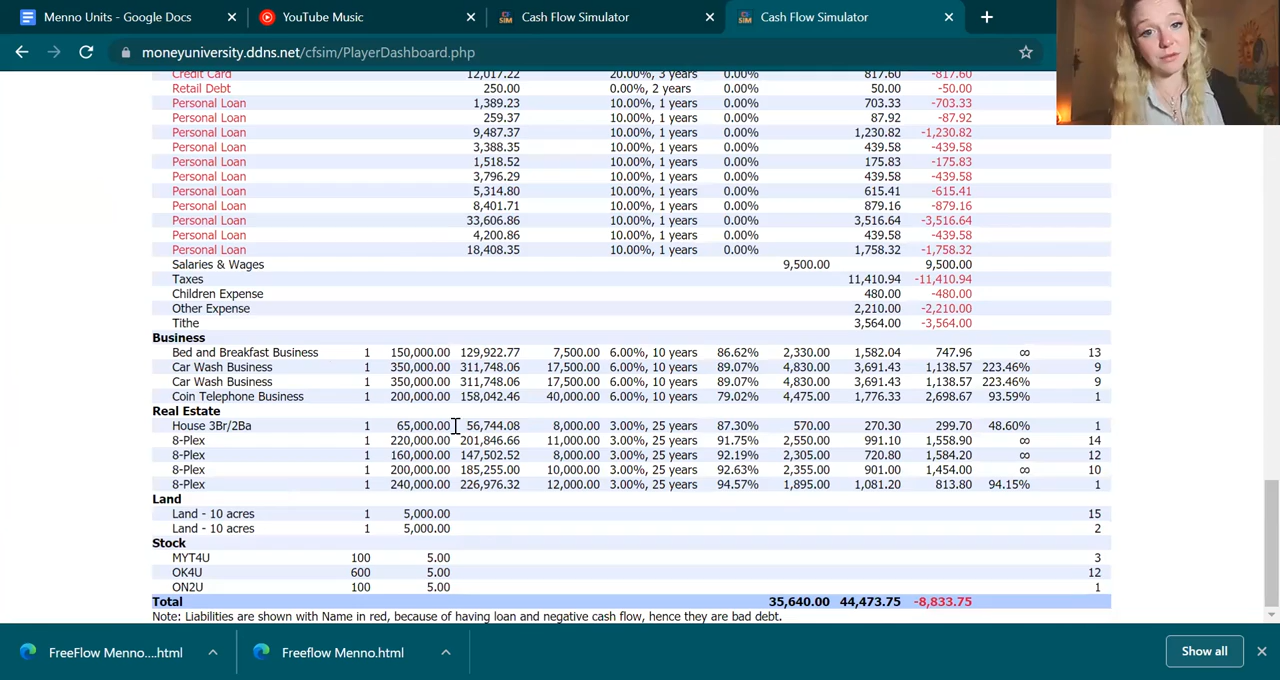 Menno Units - Google Docs
YouTube Music
Cash Flow Simulator
Cash Flow Simulator
moneyuniversity.ddns.net/cfsim/PlayerDashboard.php
Credit Card 12,017.22 20.00%, 3 years 0.00% 817.60 -817.60
Retail Debt 250.00 0.00%, 2 years 0.00% 50.00 -50.00
Personal Loan 1,389.23 10.00%, 1 years 0.00% 703.33 -703.33
Personal Loan 259.37 10.00%, 1 years 0.00% 87.92 -87.92
Personal Loan 9,487.37 10.00%, 1 years 0.00% 1,230.82 -1,230.82
Personal Loan 3,388.35 10.00%, 1 years 0.00% 439.58 -439.58
Personal Loan 1,518.52 10.00%, 1 years 0.00% 175.83 -175.83
Personal Loan 3,796.29 10.00%, 1 years 0.00% 439.58 -439.58
Personal Loan 5,314.80 10.00%, 1 years 0.00% 615.41 -615.41
Personal Loan 8,401.71 10.00%, 1 years 0.00% 879.16 -879.16
Personal Loan 33,606.86 10.00%, 1 years 0.00% 3,516.64 -3,516.64
Personal Loan 4,200.86 10.00%, 1 years 0.00% 439.58 -439.58
Personal Loan 18,408.35 10.00%, 1 years 0.00% 1,758.32 -1,758.32
Salaries & Wages 9,500.00 9,500.00
Taxes 11,410.94 -11,410.94
Children Expense 480.00 -480.00
Other Expense 2,210.00 -2,210.00
Tithe 3,564.00 -3,564.00
Business
Bed and Breakfast Business 1 150,000.00 129,922.77 7,500.00 6.00%, 10 years 86.62% 2,330.00 1,582.04 747.96 ∞ 13
Car Wash Business 1 350,000.00 311,748.06 17,500.00 6.00%, 10 years 89.07% 4,830.00 3,691.43 1,138.57 223.46% 9
Car Wash Business 1 350,000.00 311,748.06 17,500.00 6.00%, 10 years 89.07% 4,830.00 3,691.43 1,138.57 223.46% 9
Coin Telephone Business 1 200,000.00 158,042.46 40,000.00 6.00%, 10 years 79.02% 4,475.00 1,776.33 2,698.67 93.59% 1
Real Estate
House 3Br/2Ba 1 65,000.00 56,744.08 8,000.00 3.00%, 25 years 87.30% 570.00 270.30 299.70 48.60% 1
8-Plex 1 220,000.00 201,846.66 11,000.00 3.00%, 25 years 91.75% 2,550.00 991.10 1,558.90 ∞ 14
8-Plex 1 160,000.00 147,502.52 8,000.00 3.00%, 25 years 92.19% 2,305.00 720.80 1,584.20 ∞ 12
8-Plex 1 200,000.00 185,255.00 10,000.00 3.00%, 25 years 92.63% 2,355.00 901.00 1,454.00 ∞ 10
8-Plex 1 240,000.00 226,976.32 12,000.00 3.00%, 25 years 94.57% 1,895.00 1,081.20 813.80 94.15% 1
Land
Land - 10 acres 1 5,000.00 15
Land - 10 acres 1 5,000.00 2
Stock
MYT4U 100 5.00 3
OK4U 600 5.00 12
ON2U 100 5.00 1
Total 35,640.00 44,473.75 -8,833.75
Note: Liabilities are shown with Name in red, because of having loan and negative cash flow, hence they are bad debt.
FreeFlow Menno....html
Freeflow Menno.html
Show all